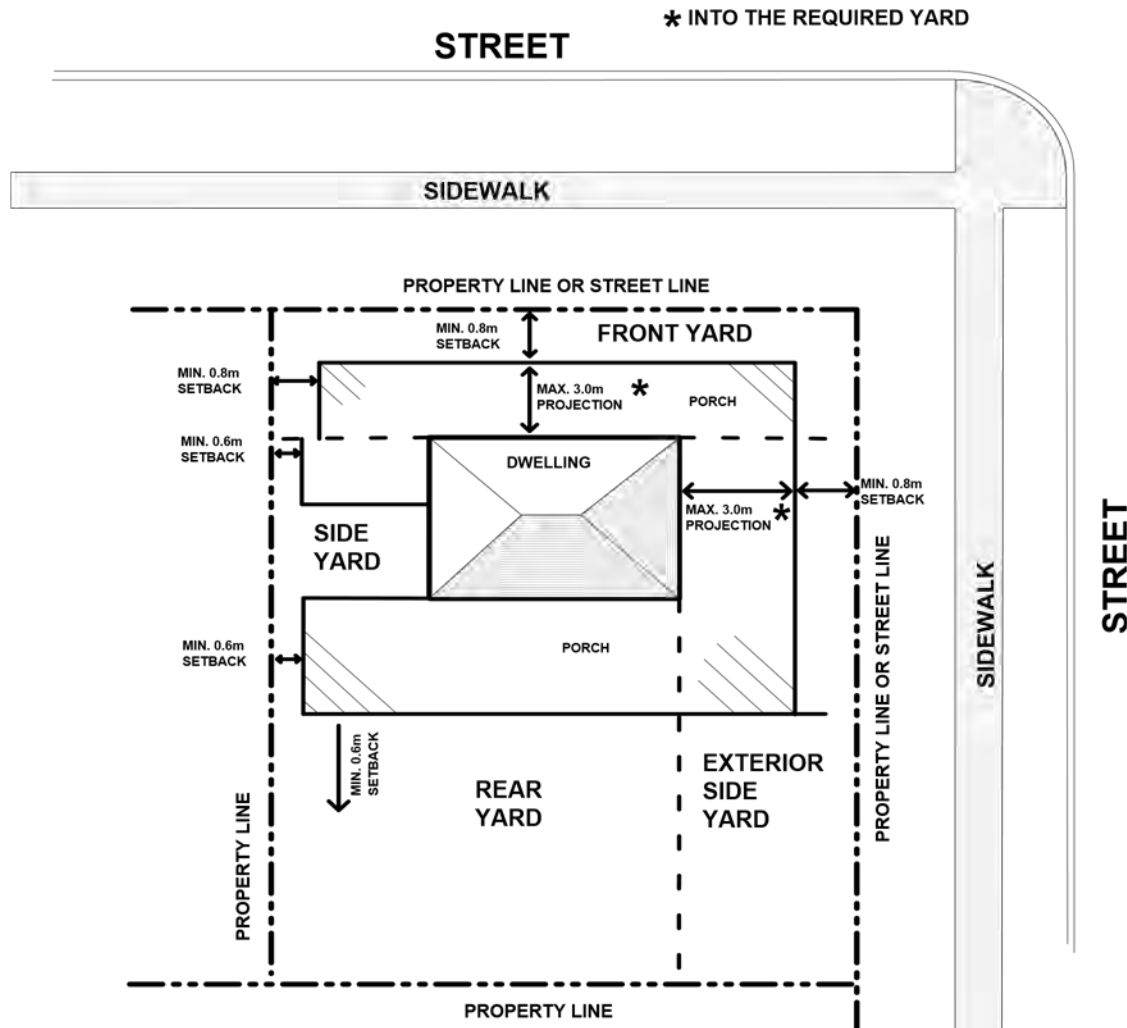 * INTO THE REQUIRED YARD
STREET
SIDEWALK
PROPERTY LINE OR STREET LINE
MIN. 0.8m
SETBACK
FRONT YARD
MIN. 0.8m
SETBACK
MAX. 3.0m *
PROJECTION
PORCH
MIN. 0.6m
SETBACK
DWELLING
MIN. 0.8m
SETBACK
MAX. 3.0m
PROJECTION *
SIDE
YARD
STREET
SIDEWALK
PROPERTY LINE OR STREET LINE
MIN. 0.6m
SETBACK
PORCH
MIN. 0.6m
SETBACK
REAR
YARD
EXTERIOR
SIDE
YARD
PROPERTY LINE
PROPERTY LINE